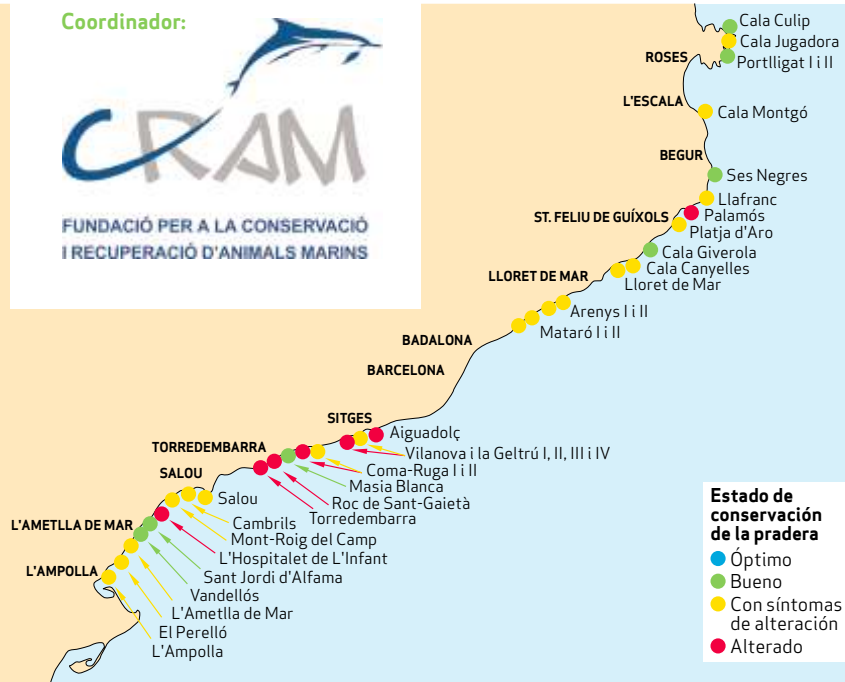 Coordinador:
CRAM
FUNDACIÓ PER A LA CONSERVACIÓ
I RECUPERACIÓ D'ANIMALS MARINS
Cala Culip
Cala Jugadora
ROSES
Portlligat I i II
L'ESCALA
Cala Montgó
BEGUR
Ses Negres
Llafranc
ST. FELIU DE GUÍXOLS
Palamós
Platja d'Aro
Cala Giverola
LLORET DE MAR
Cala Canyelles
Lloret de Mar
Arenys I i II
BADALONA
Mataró I i II
BARCELONA
SITGES
Aiguadolç
TORREDEMBARRA
Vilanova i la Geltrú I, II, III i IV
Coma-Ruga I i II
SALOU
Masia Blanca
Salou
Roc de Sant-Gaietà
Torredembarra
L'AMETLLA DE MAR
Cambrils
Mont-Roig del Camp
L'Hospitalet de L'Infant
L'AMPOLLA
Sant Jordi d'Alfama
Vandellós
L'Ametlla de Mar
El Perelló
L'Ampolla
Estado de
conservación
de la pradera
Óptimo
Bueno
Con síntomas
de alteración
Alterado